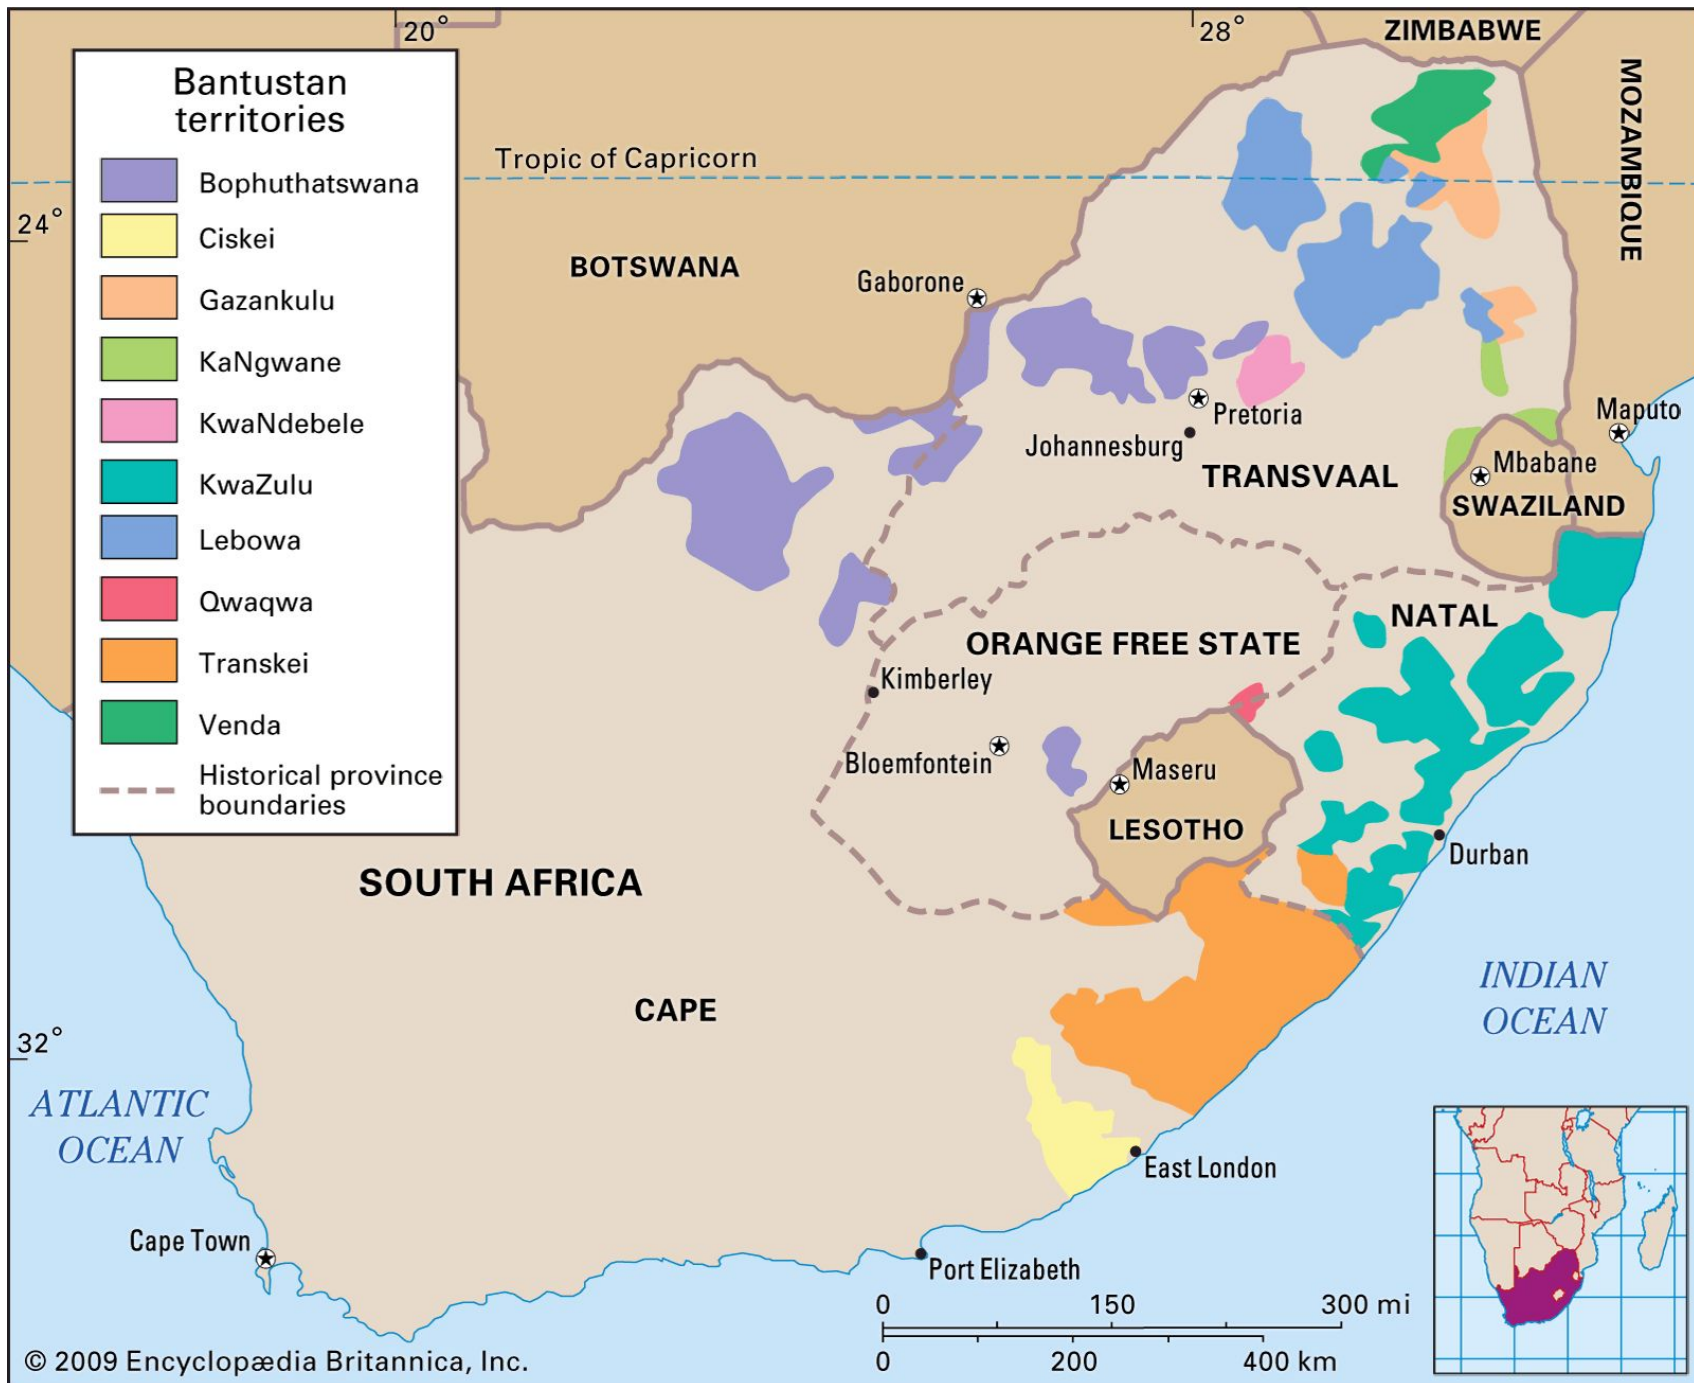 20°
28°
ZIMBABWE
MOZAMBIQUE
Bantustan
territories
Bophuthatswana
Ciskei
Gazankulu
KaNgwane
KwaNdebele
KwaZulu
Lebowa
Qwaqwa
Transkei
Venda
Historical province
boundaries
Tropic of Capricorn
24°
BOTSWANA
Gaborone
Pretoria
Johannesburg
TRANSVAAL
Maputo
Mbabane
SWAZILAND
NATAL
ORANGE FREE STATE
Kimberley
Bloemfontein
Maseru
LESOTHO
Durban
SOUTH AFRICA
CAPE
INDIAN
OCEAN
32°
ATLANTIC
OCEAN
East London
Cape Town
Port Elizabeth
0 150 300 mi
0 200 400 km
© 2009 Encyclopædia Britannica, Inc.